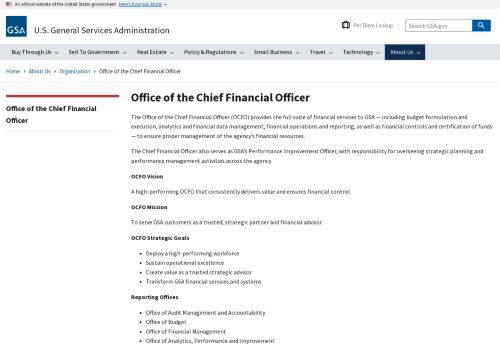 An official website of the United States government Here's how you know
GSA U.S. General Services Administration
Per Diem Lookup
Search GSA.gov
Buy Through Us Sell To Government Real Estate Policy & Regulations Small Business Travel Technology About Us
Home › About Us › Organization › Office of the Chief Financial Officer
Office of the Chief Financial
Officer
Office of the Chief Financial Officer
The Office of the Chief Financial Officer (OCFO) provides the full suite of financial services to GSA — including budget formulation and
execution, analytics and financial data management, financial operations and reporting, as well as financial controls and certification of funds
— to ensure proper management of the agency's financial resources.
The Chief Financial Officer also serves as GSA's Performance Improvement Officer, with responsibility for overseeing strategic planning and
performance management activities across the agency.
OCFO Vision
A high-performing OCFO that consistently delivers value and ensures financial control.
OCFO Mission
To serve GSA customers as a trusted, strategic partner and financial advisor.
OCFO Strategic Goals
• Deploy a high-performing workforce
• Sustain operational excellence
• Create value as a trusted strategic advisor
• Transform GSA financial services and systems
Reporting Offices
• Office of Audit Management and Accountability
• Office of Budget
• Office of Financial Management
• Office of Analytics, Performance and Improvement